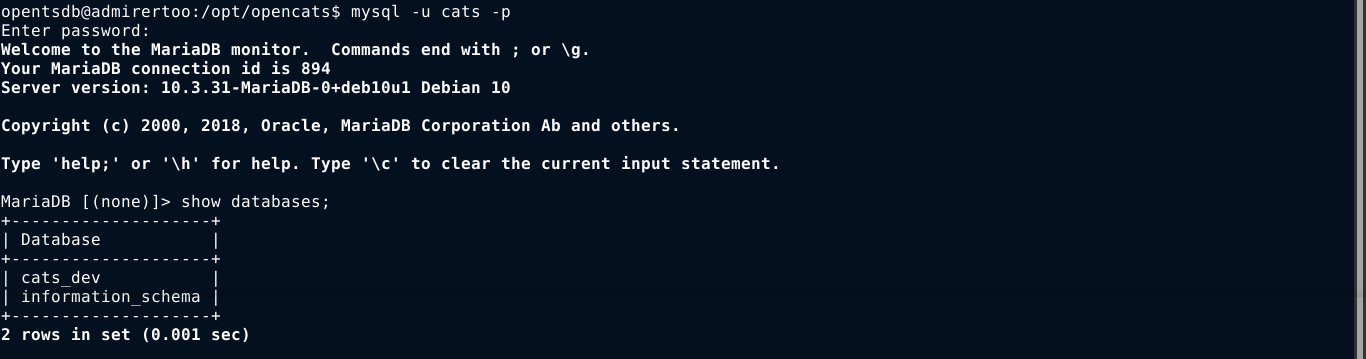 opentsdb@admirertoo:/opt/opencats$ mysql -u cats -p
Enter password:
Welcome to the MariaDB monitor.  Commands end with ; or \g.
Your MariaDB connection id is 894
Server version: 10.3.31-MariaDB-0+deb10u1 Debian 10
Copyright (c) 2000, 2018, Oracle, MariaDB Corporation Ab and others.
Type 'help;' or '\h' for help. Type '\c' to clear the current input statement.
MariaDB [(none)]> show databases;
+--------------------+
| Database           |
+--------------------+
| cats_dev           |
| information_schema |
+--------------------+
2 rows in set (0.001 sec)